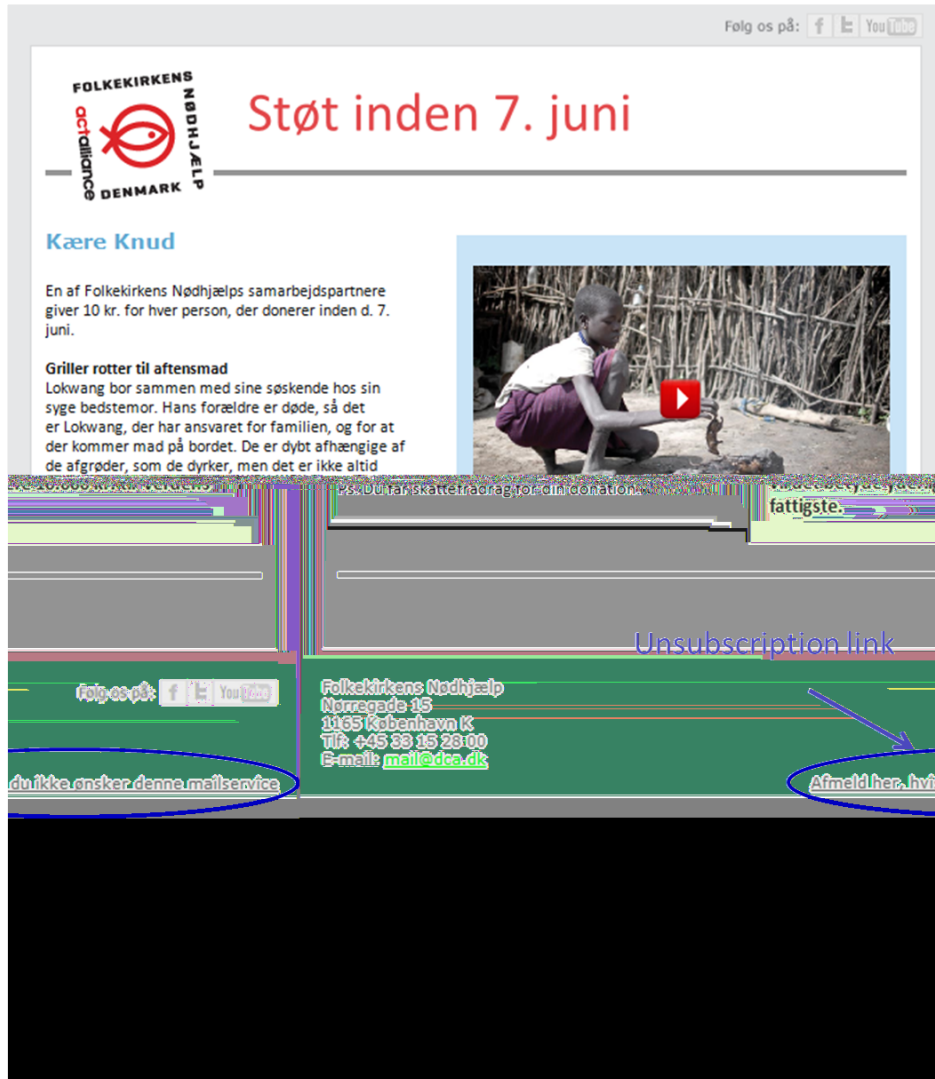 Følg os på: f t You Tube
FOLKEKIRKENS
NØDHJÆLP
actalliance
DENMARK
Støt inden 7. juni
Kære Knud
En af Folkekirkens Nødhjælps samarbejdspartnere
giver 10 kr. for hver person, der donerer inden d. 7.
juni.
Griller rotter til aftensmad
Lokwang bor sammen med sine søskende hos sin
syge bedstemor. Hans forældre er døde, så det
er Lokwang, der har ansvaret for familien, og for at
der kommer mad på bordet. De er dybt afhængige af
de afgrøder, som de dyrker, men det er ikke altid
Ps. Du får skattefradrag for din donation
fattigste.
Unsubscription link
Følg os på: f t You Tube
Folkekirkens Nødhjælp
Nørregade 15
1165 København K
Tlf: +45 33 15 28 00
E-mail: mail@dca.dk
du ikke ønsker denne mailservice
Afmeld her, hvis